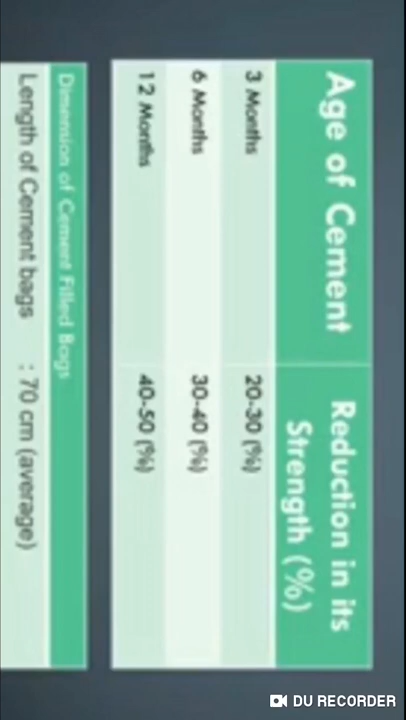 Age of Cement
Reduction in its
Strength (%)
3 Months
20-30 (%)
6 Months
30-40 (%)
12 Months
40-50 (%)
Dimension of Cement Filled Bags
Length of Cement bags : 70 cm (average)
DU RECORDER